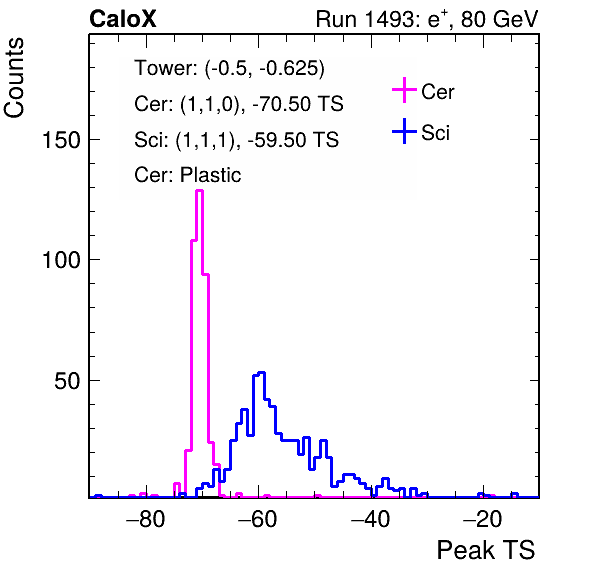 CaloX Run 1493: e⁺, 80 GeV
Counts
Tower: (-0.5, -0.625)
Cer: (1,1,0), -70.50 TS
Sci: (1,1,1), -59.50 TS
Cer: Plastic
Cer
Sci
150
100
50
−80 −60 −40 −20
Peak TS